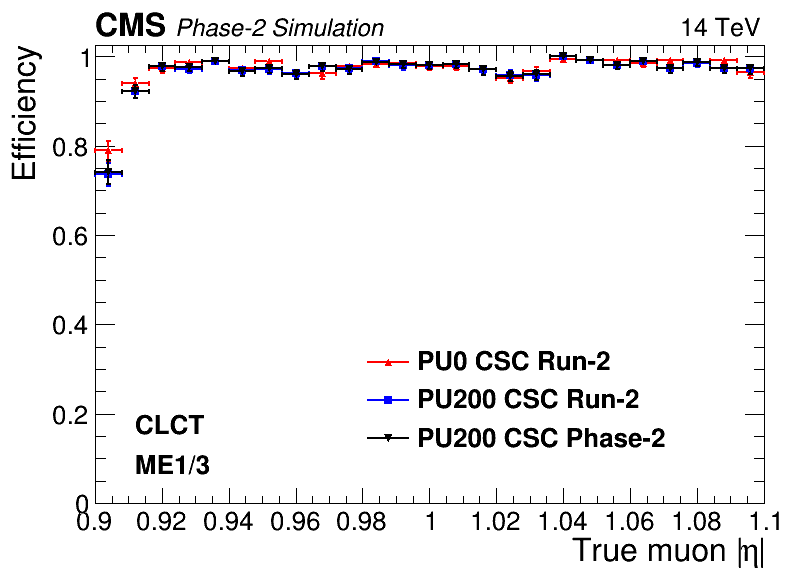 CMS Phase-2 Simulation 14 TeV
Efficiency
1
0.8
0.6
0.4
0.2
0
PU0 CSC Run-2
PU200 CSC Run-2
PU200 CSC Phase-2
CLCT
ME1/3
0.9 0.92 0.94 0.96 0.98 1 1.02 1.04 1.06 1.08 1.1
True muon |η|